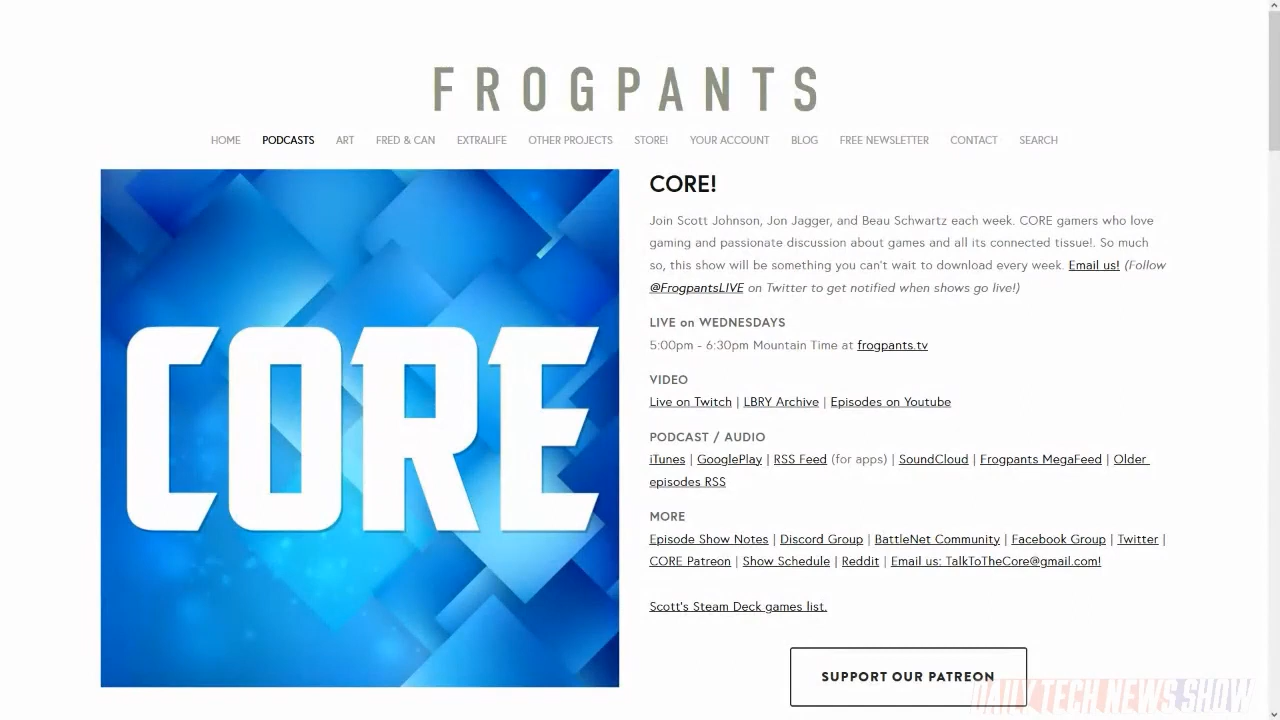 FROGPANTS
HOME PODCASTS ART FRED & CAN EXTRALIFE OTHER PROJECTS STORE! YOUR ACCOUNT BLOG FREE NEWSLETTER CONTACT SEARCH
CORE
CORE!
Join Scott Johnson, Jon Jagger, and Beau Schwartz each week. CORE gamers who love
gaming and passionate discussion about games and all its connected tissue!. So much
so, this show will be something you can't wait to download every week. Email us! (Follow
@FrogpantsLIVE on Twitter to get notified when shows go live!)
LIVE on WEDNESDAYS
5:00pm - 6:30pm Mountain Time at frogpants.tv
VIDEO
Live on Twitch | LBRY Archive | Episodes on Youtube
PODCAST / AUDIO
iTunes | GooglePlay | RSS Feed (for apps) | SoundCloud | Frogpants MegaFeed | Older
episodes RSS
MORE
Episode Show Notes | Discord Group | BattleNet Community | Facebook Group | Twitter |
CORE Patreon | Show Schedule | Reddit | Email us: TalkToTheCore@gmail.com!
Scott's Steam Deck games list.
SUPPORT OUR PATREON
DAILY TECH NEWS SHOW